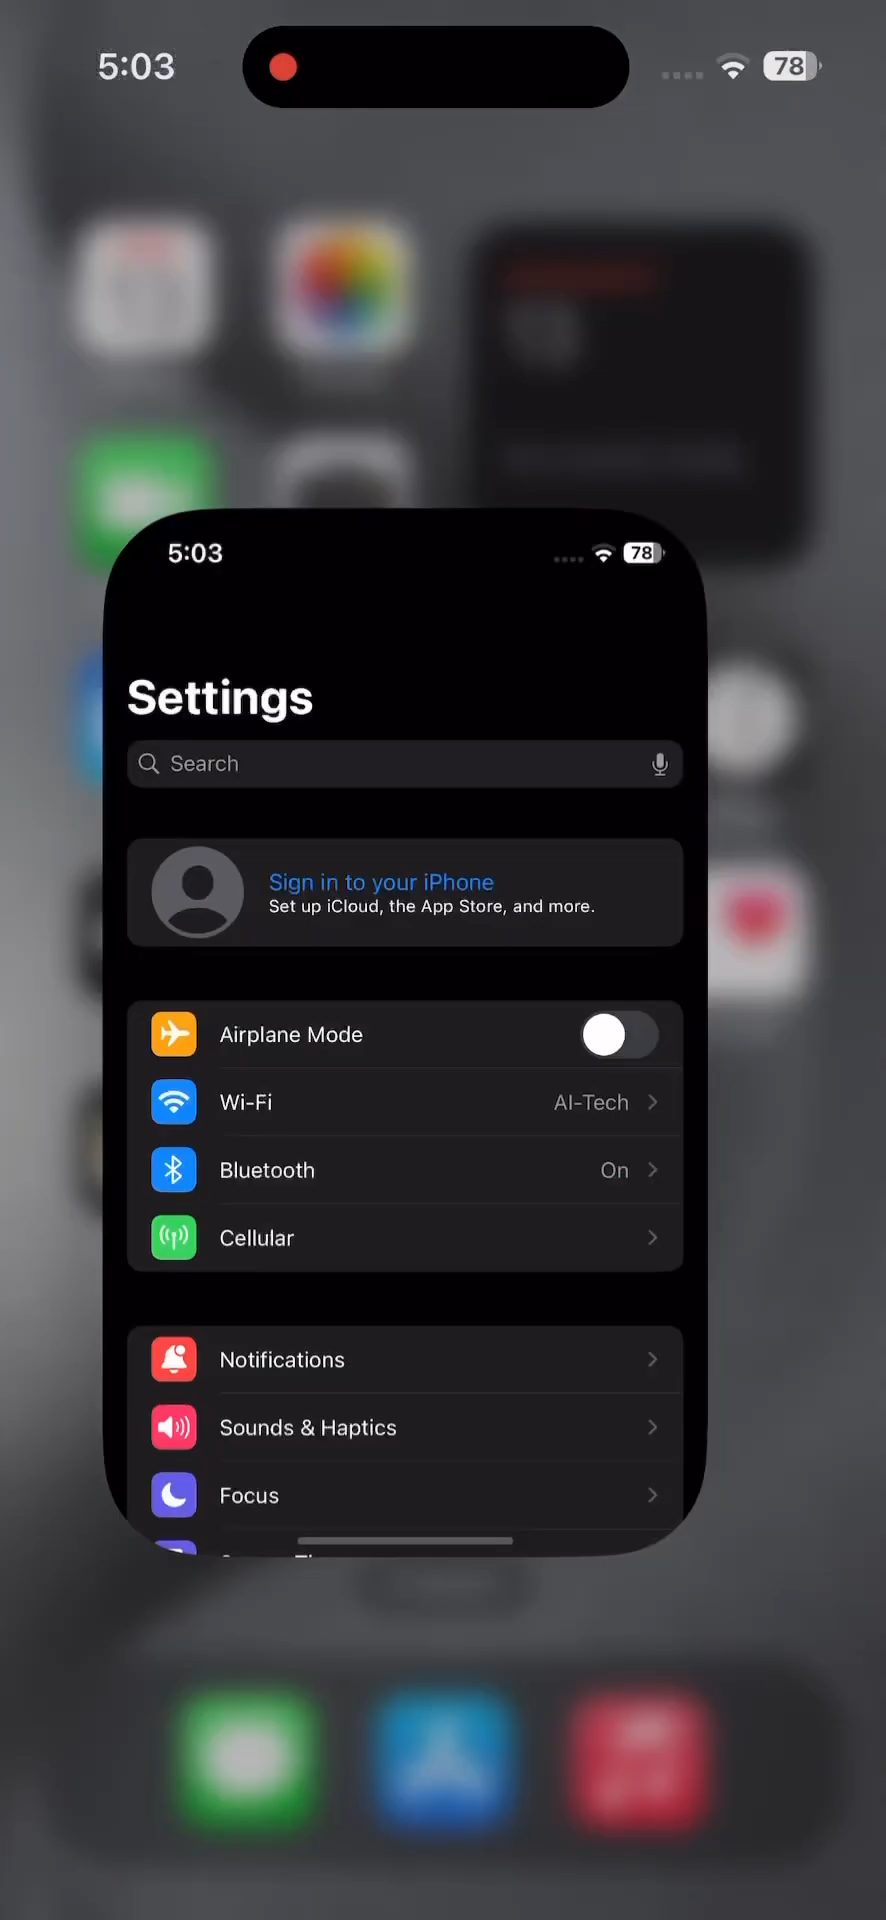 5:03
78
5:03
78
Settings
Search
Sign in to your iPhone
Set up iCloud, the App Store, and more.
Airplane Mode
Wi-Fi AI-Tech
Bluetooth On
Cellular
Notifications
Sounds & Haptics
Focus